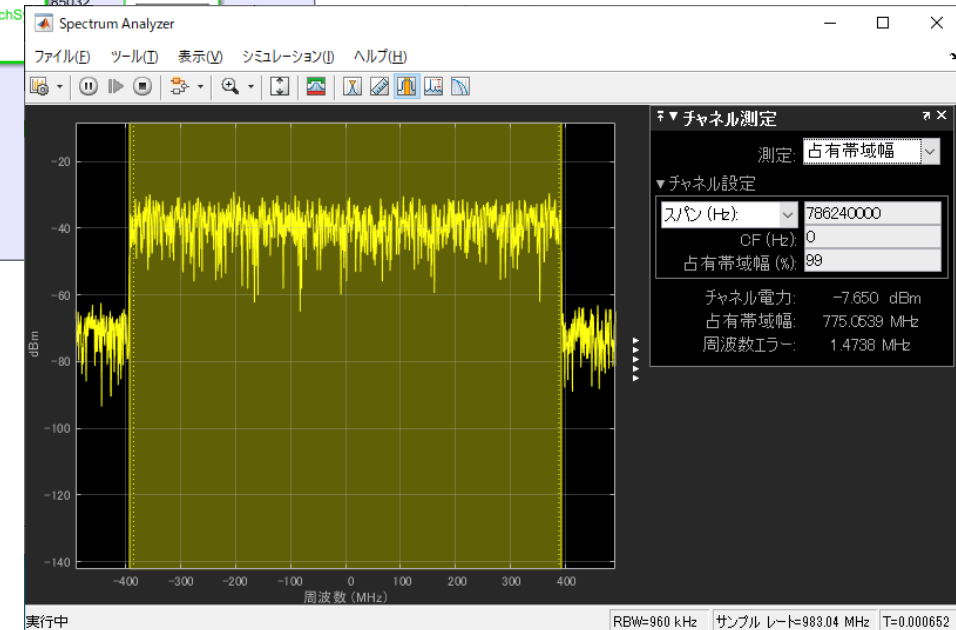 85032
chSy
Spectrum Analyzer
ファイル(F) ツール(T) 表示(V) シミュレーション(I) ヘルプ(H)
チャネル測定
測定: 占有帯域幅
チャネル設定
スパン (Hz): 786240000
CF (Hz): 0
占有帯域幅 (%): 99
チャネル電力: -7.650 dBm
占有帯域幅: 775.0539 MHz
周波数エラー: 1.4738 MHz
-20
-40
-60
-80
-100
-120
-140
dBm
-400 -300 -200 -100 0 100 200 300 400
周波数 (MHz)
実行中
RBW=960 kHz サンプル レート=983.04 MHz T=0.000652